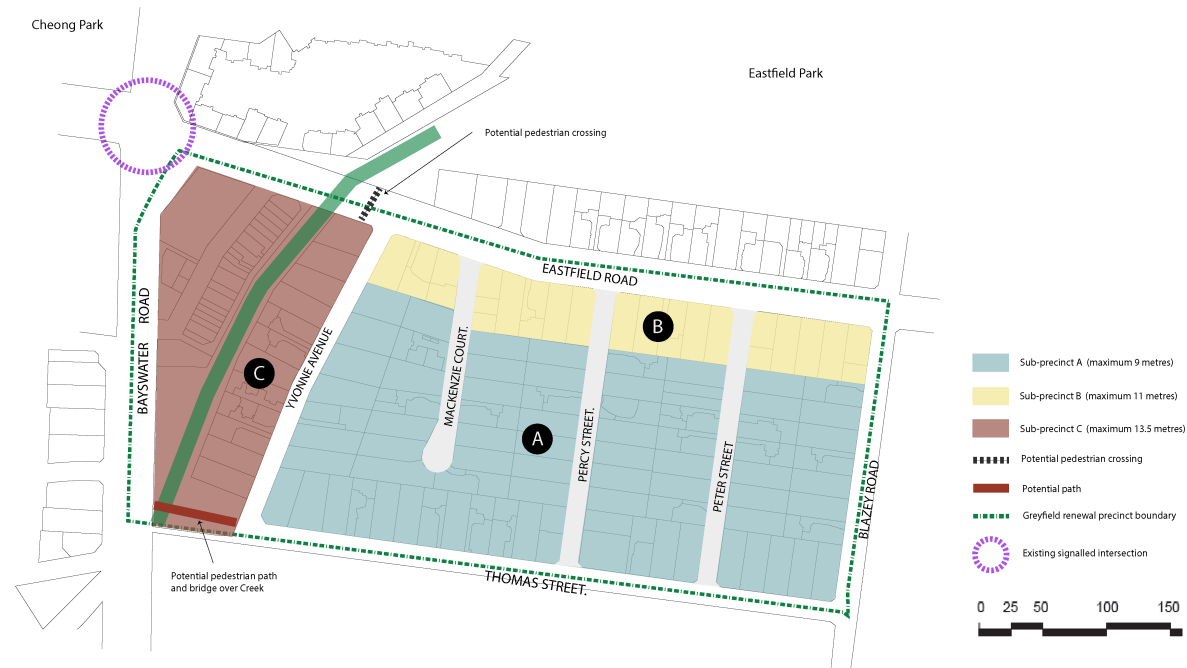 Cheong Park
Eastfield Park
Potential pedestrian crossing
EASTFIELD ROAD
BAYSWATER ROAD
YVONNE AVENUE
MACKENZIE COURT.
PERCY STREET.
PETER STREET
BLAZEY ROAD
THOMAS STREET.
B
C
A
Potential pedestrian path
and bridge over Creek
Sub-precinct A (maximum 9 metres)
Sub-precinct B (maximum 11 metres)
Sub-precinct C (maximum 13.5 metres)
Potential pedestrian crossing
Potential path
Greyfield renewal precinct boundary
Existing signalled intersection
0 25 50 100 150